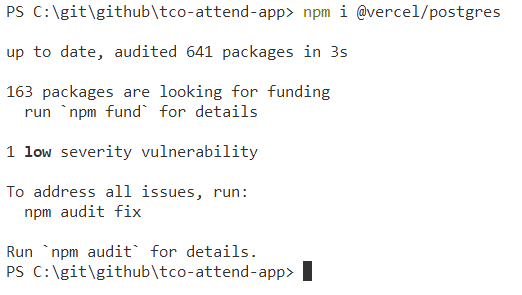 PS C:\git\github\tco-attend-app> npm i @vercel/postgres
up to date, audited 641 packages in 3s
163 packages are looking for funding
  run `npm fund` for details
1 low severity vulnerability
To address all issues, run:
  npm audit fix
Run `npm audit` for details.
PS C:\git\github\tco-attend-app>